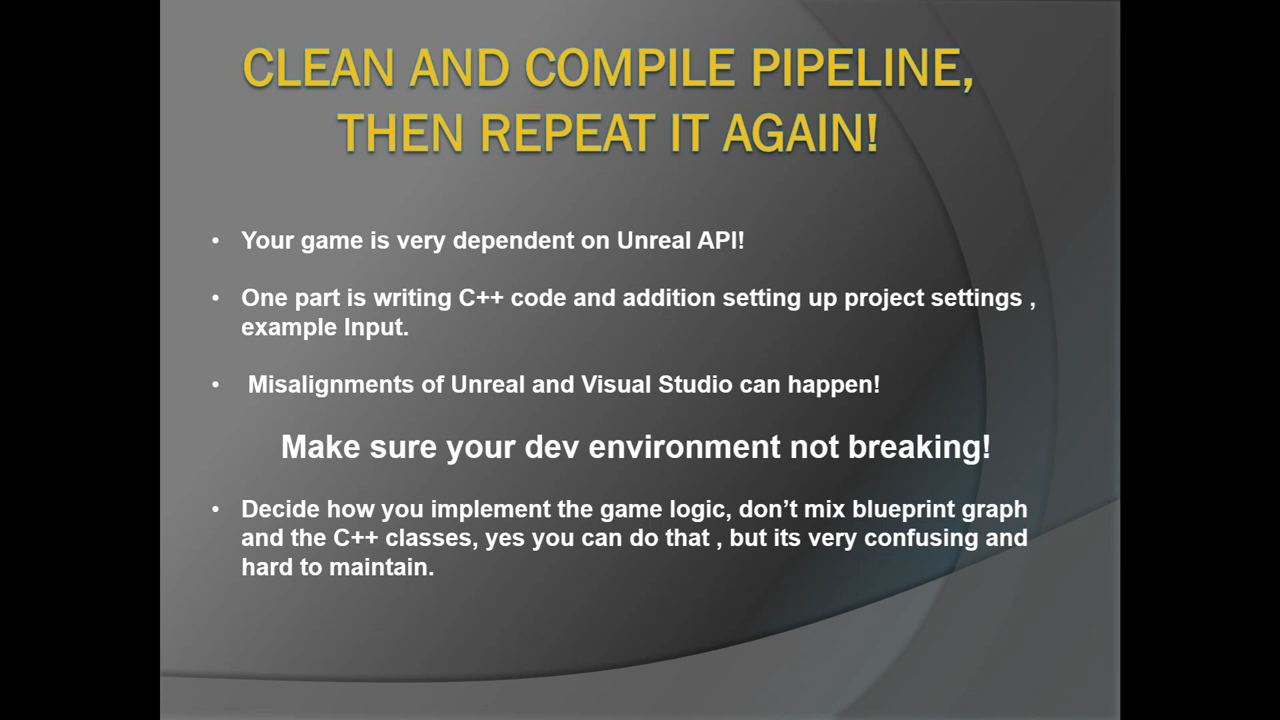 CLEAN AND COMPILE PIPELINE,
THEN REPEAT IT AGAIN!
• Your game is very dependent on Unreal API!
• One part is writing C++ code and addition setting up project settings ,
example Input.
• Misalignments of Unreal and Visual Studio can happen!
Make sure your dev environment not breaking!
• Decide how you implement the game logic, don’t mix blueprint graph
and the C++ classes, yes you can do that , but its very confusing and
hard to maintain.